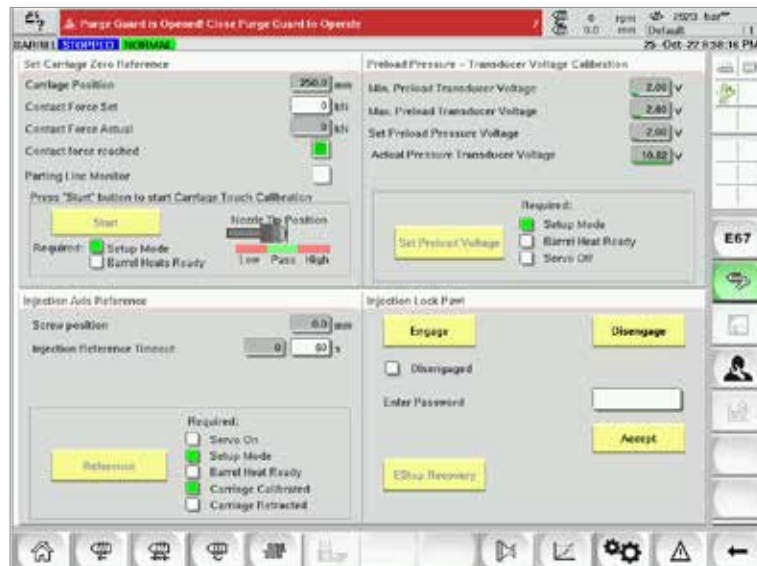 Purge Guard is Opened! Close Purge Guard to Operate
0 rpm
0.0 mm Default
BARREL STOPPED NORMAL
8:58:16 PM
Set Carriage Zero Reference
Carriage Position 250.0 mm
Contact Force Set 0 kN
Contact Force Actual 0 kN
Contact force reached
Parting Line Monitor
Press "Start" button to start Carriage Touch Calibration
Start
Nozzle Tip Position
Required: Setup Mode
Barrel Heats Ready
Low Pass High
Preload Pressure - Transducer Voltage Calibration
Min. Preload Transducer Voltage 2.00 V
Max. Preload Transducer Voltage V
Set Preload Pressure Voltage 2.00 V
Actual Pressure Transducer Voltage 10.02 V
Required:
Set Preload Voltage
Setup Mode
Barrel Heat Ready
Servo Off
E67
Injection Axis Reference
Screw position 0.0 mm
Injection Reference Timeout 0 60 s
Required:
Servo On
Setup Mode
Reference
Barrel Heat Ready
Carriage Calibrated
Carriage Retracted
Injection Lock Pawl
Engage Disengage
Disengaged
Enter Password
Accept
EStop Recovery